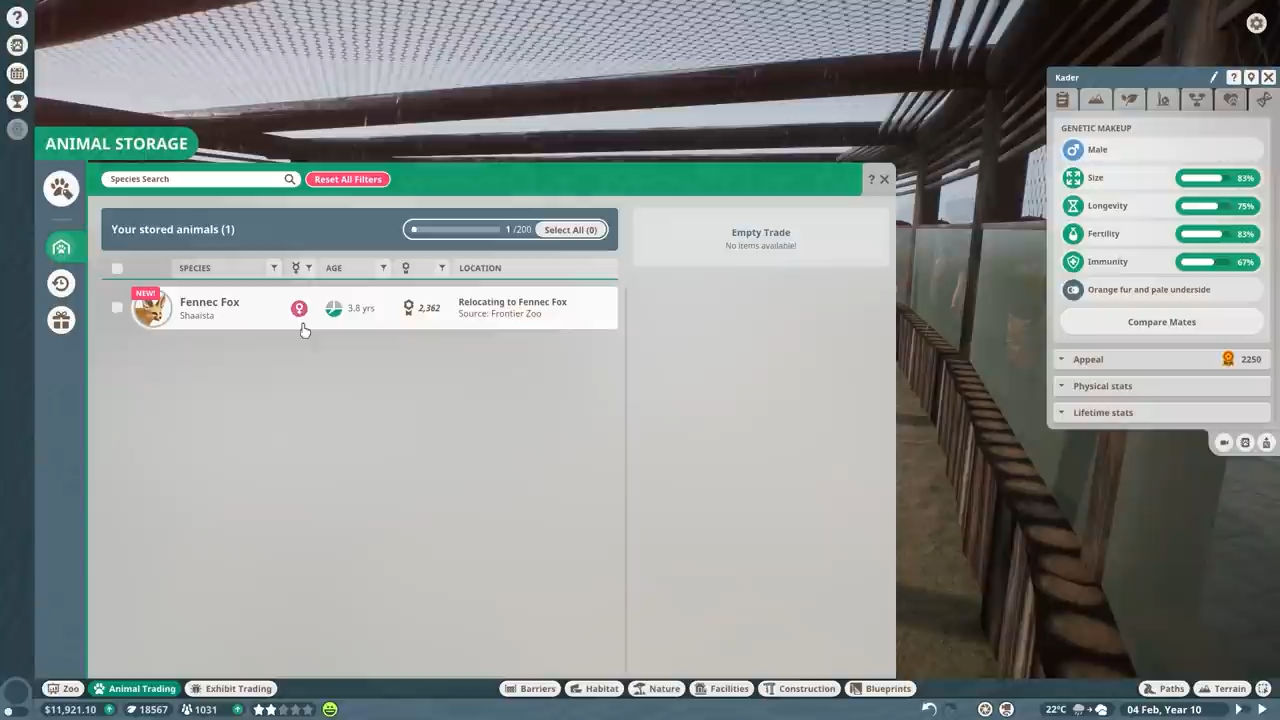 Kader
ANIMAL STORAGE
Species Search
Reset All Filters
Your stored animals (1)
1 /200
Select All (0)
Empty Trade
No items available!
SPECIES
AGE
LOCATION
NEW!
Fennec Fox
Shaaista
3.8 yrs
2,362
Relocating to Fennec Fox
Source: Frontier Zoo
GENETIC MAKEUP
Male
Size
83%
Longevity
75%
Fertility
83%
Immunity
67%
Orange fur and pale underside
Compare Mates
Appeal
2250
Physical stats
Lifetime stats
Zoo
Animal Trading
Exhibit Trading
Barriers
Habitat
Nature
Facilities
Construction
Blueprints
Paths
Terrain
$11,921.10
18567
1031
22°C
04 Feb, Year 10